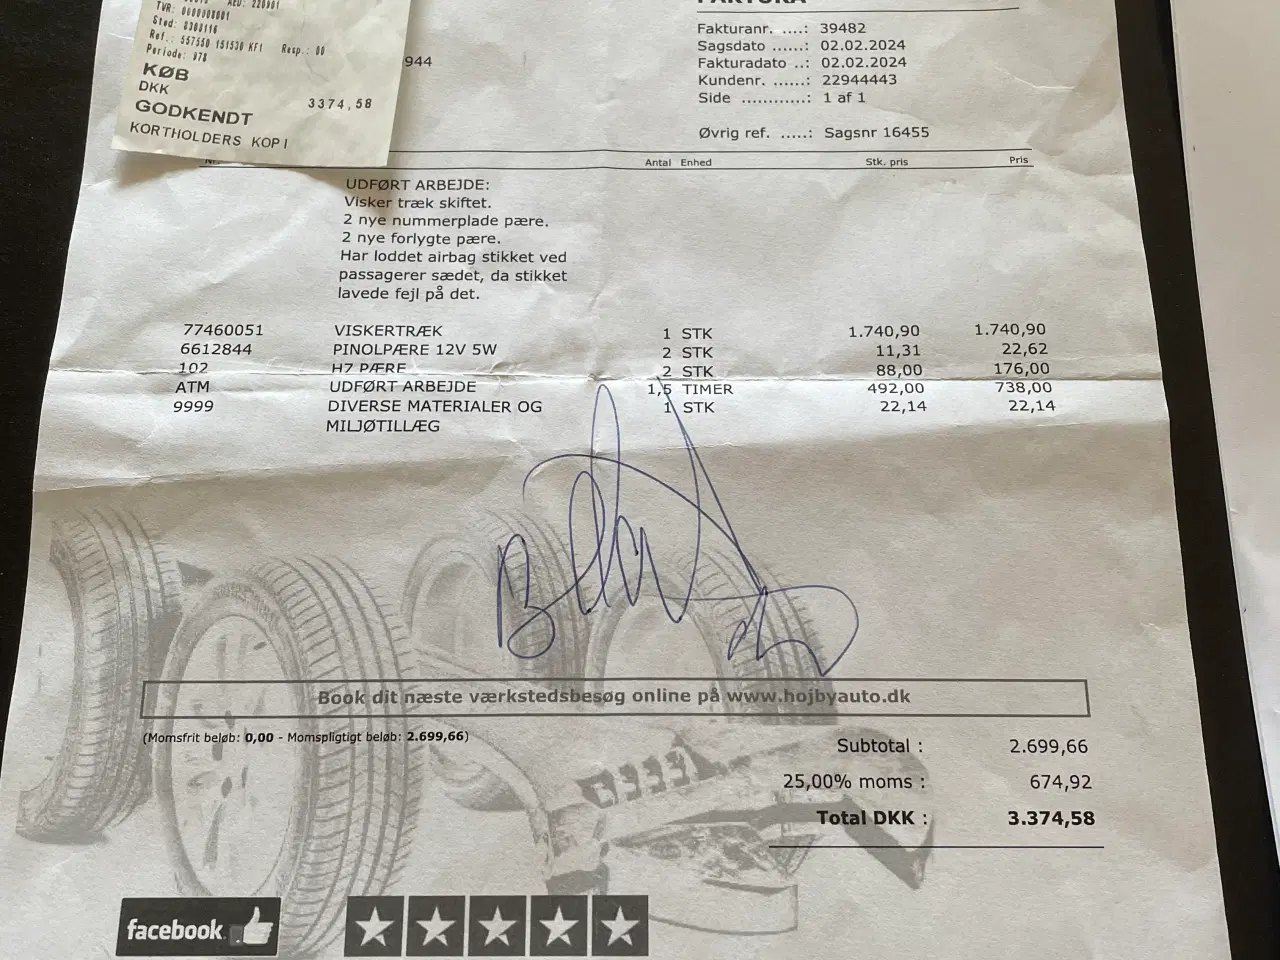 TVR: 0000008001
Sted: 8308116
Ref.: 557550 151530 KF1 Resp.: 00
Periode: 978
KØB
DKK 3374,58
GODKENDT
KORTHOLDERS KOPI
944
FAKTURA
Fakturanr. ....: 39482
Sagsdato ......: 02.02.2024
Fakturadato ..: 02.02.2024
Kundenr. ......: 22944443
Side ............: 1 af 1
Øvrig ref. .....: Sagsnr 16455
Antal Enhed Stk. pris Pris
UDFØRT ARBEJDE:
Visker træk skiftet.
2 nye nummerplade pære.
2 nye forlygte pære.
Har loddet airbag stikket ved
passagerer sædet, da stikket
lavede fejl på det.
77460051 VISKERTRÆK 1 STK 1.740,90 1.740,90
6612844 PINOLPÆRE 12V 5W 2 STK 11,31 22,62
102 H7 PÆRE 2 STK 88,00 176,00
ATM UDFØRT ARBEJDE 1,5 TIMER 492,00 738,00
9999 DIVERSE MATERIALER OG 1 STK 22,14 22,14
MILJØTILLÆG
Book dit næste værkstedsbesøg online på www.hojbyauto.dk
(Momsfrit beløb: 0,00 - Momspligtigt beløb: 2.699,66)
Subtotal : 2.699,66
25,00% moms : 674,92
Total DKK : 3.374,58
facebook